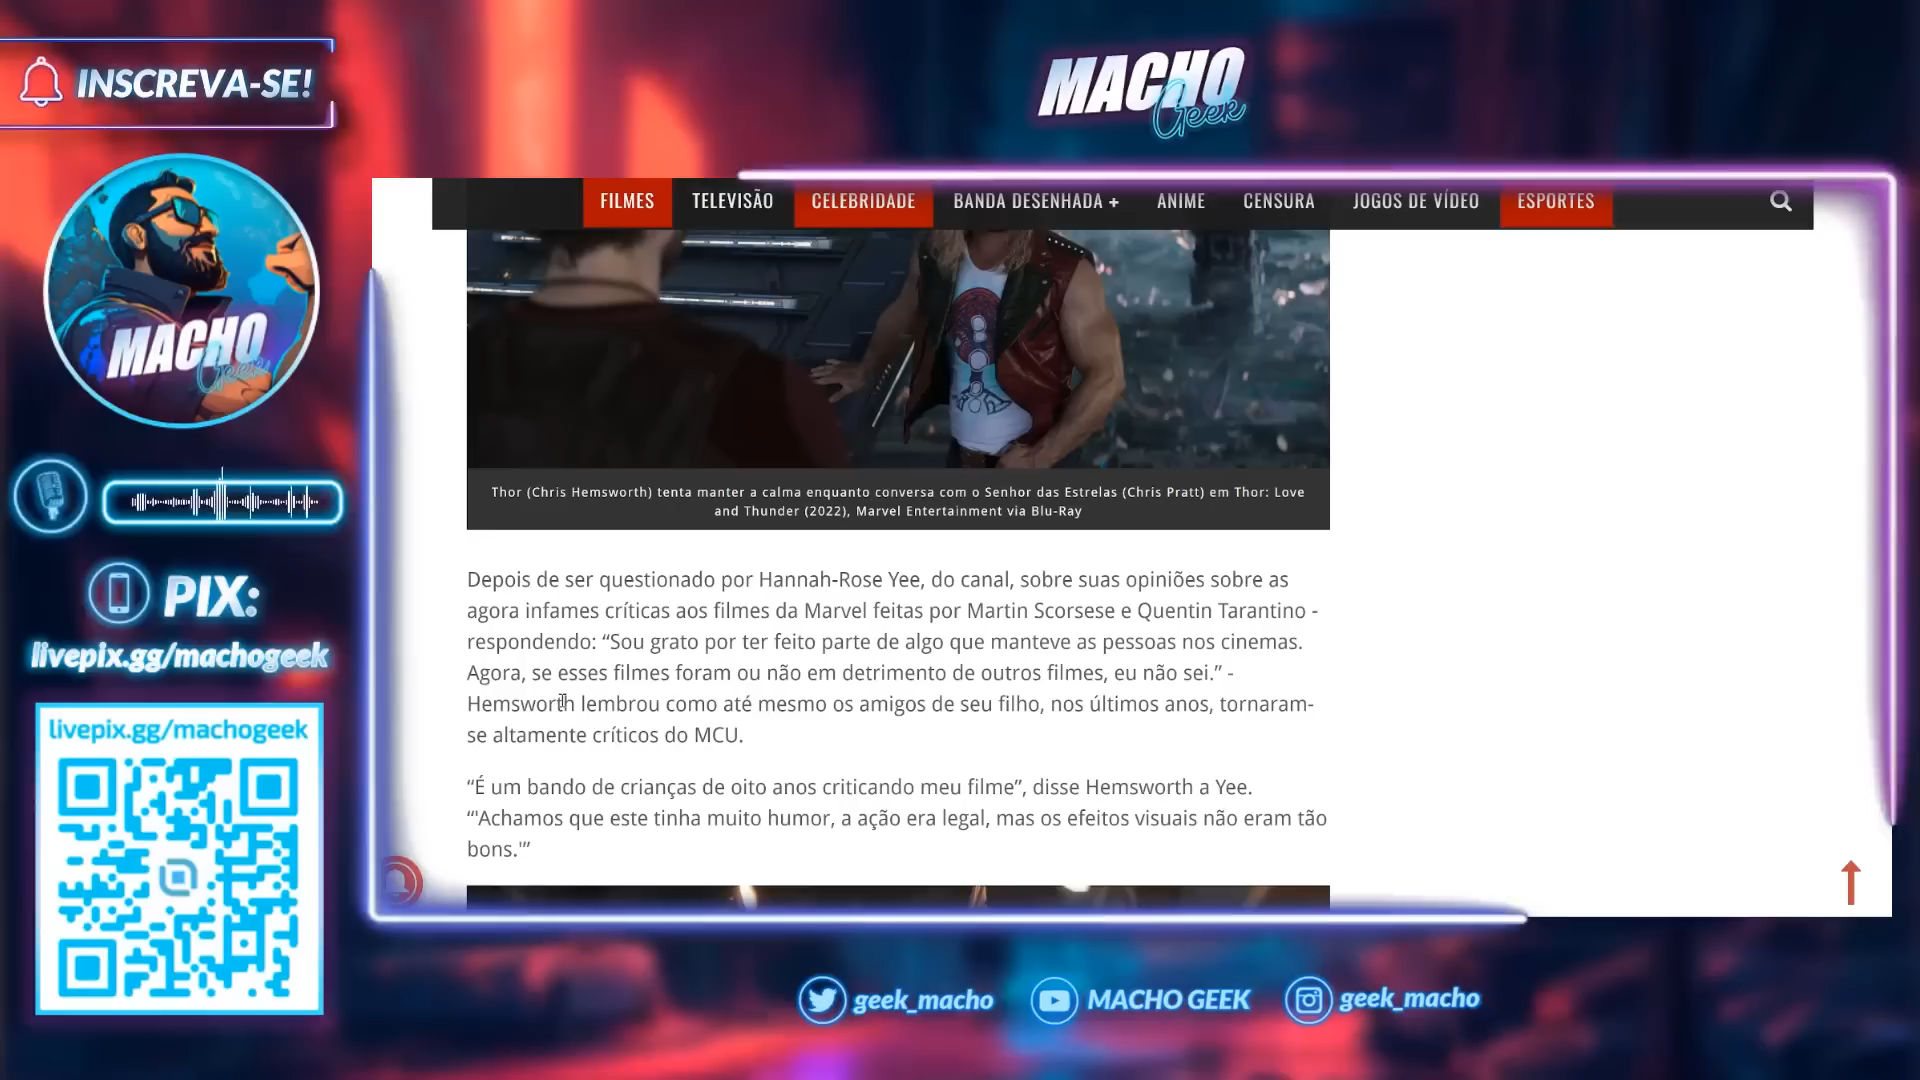 INSCREVA-SE!
MACHO
Geek
MACHO
Geek
PIX:
livepix.gg/machogeek
livepix.gg/machogeek
FILMES TELEVISÃO CELEBRIDADE BANDA DESENHADA + ANIME CENSURA JOGOS DE VÍDEO ESPORTES
Thor (Chris Hemsworth) tenta manter a calma enquanto conversa com o Senhor das Estrelas (Chris Pratt) em Thor: Love
and Thunder (2022), Marvel Entertainment via Blu-Ray
Depois de ser questionado por Hannah-Rose Yee, do canal, sobre suas opiniões sobre as
agora infames críticas aos filmes da Marvel feitas por Martin Scorsese e Quentin Tarantino -
respondendo: “Sou grato por ter feito parte de algo que manteve as pessoas nos cinemas.
Agora, se esses filmes foram ou não em detrimento de outros filmes, eu não sei.” -
Hemsworth lembrou como até mesmo os amigos de seu filho, nos últimos anos, tornaram-
se altamente críticos do MCU.
“É um bando de crianças de oito anos criticando meu filme”, disse Hemsworth a Yee.
“'Achamos que este tinha muito humor, a ação era legal, mas os efeitos visuais não eram tão
bons.'”
geek_macho MACHO GEEK geek_macho